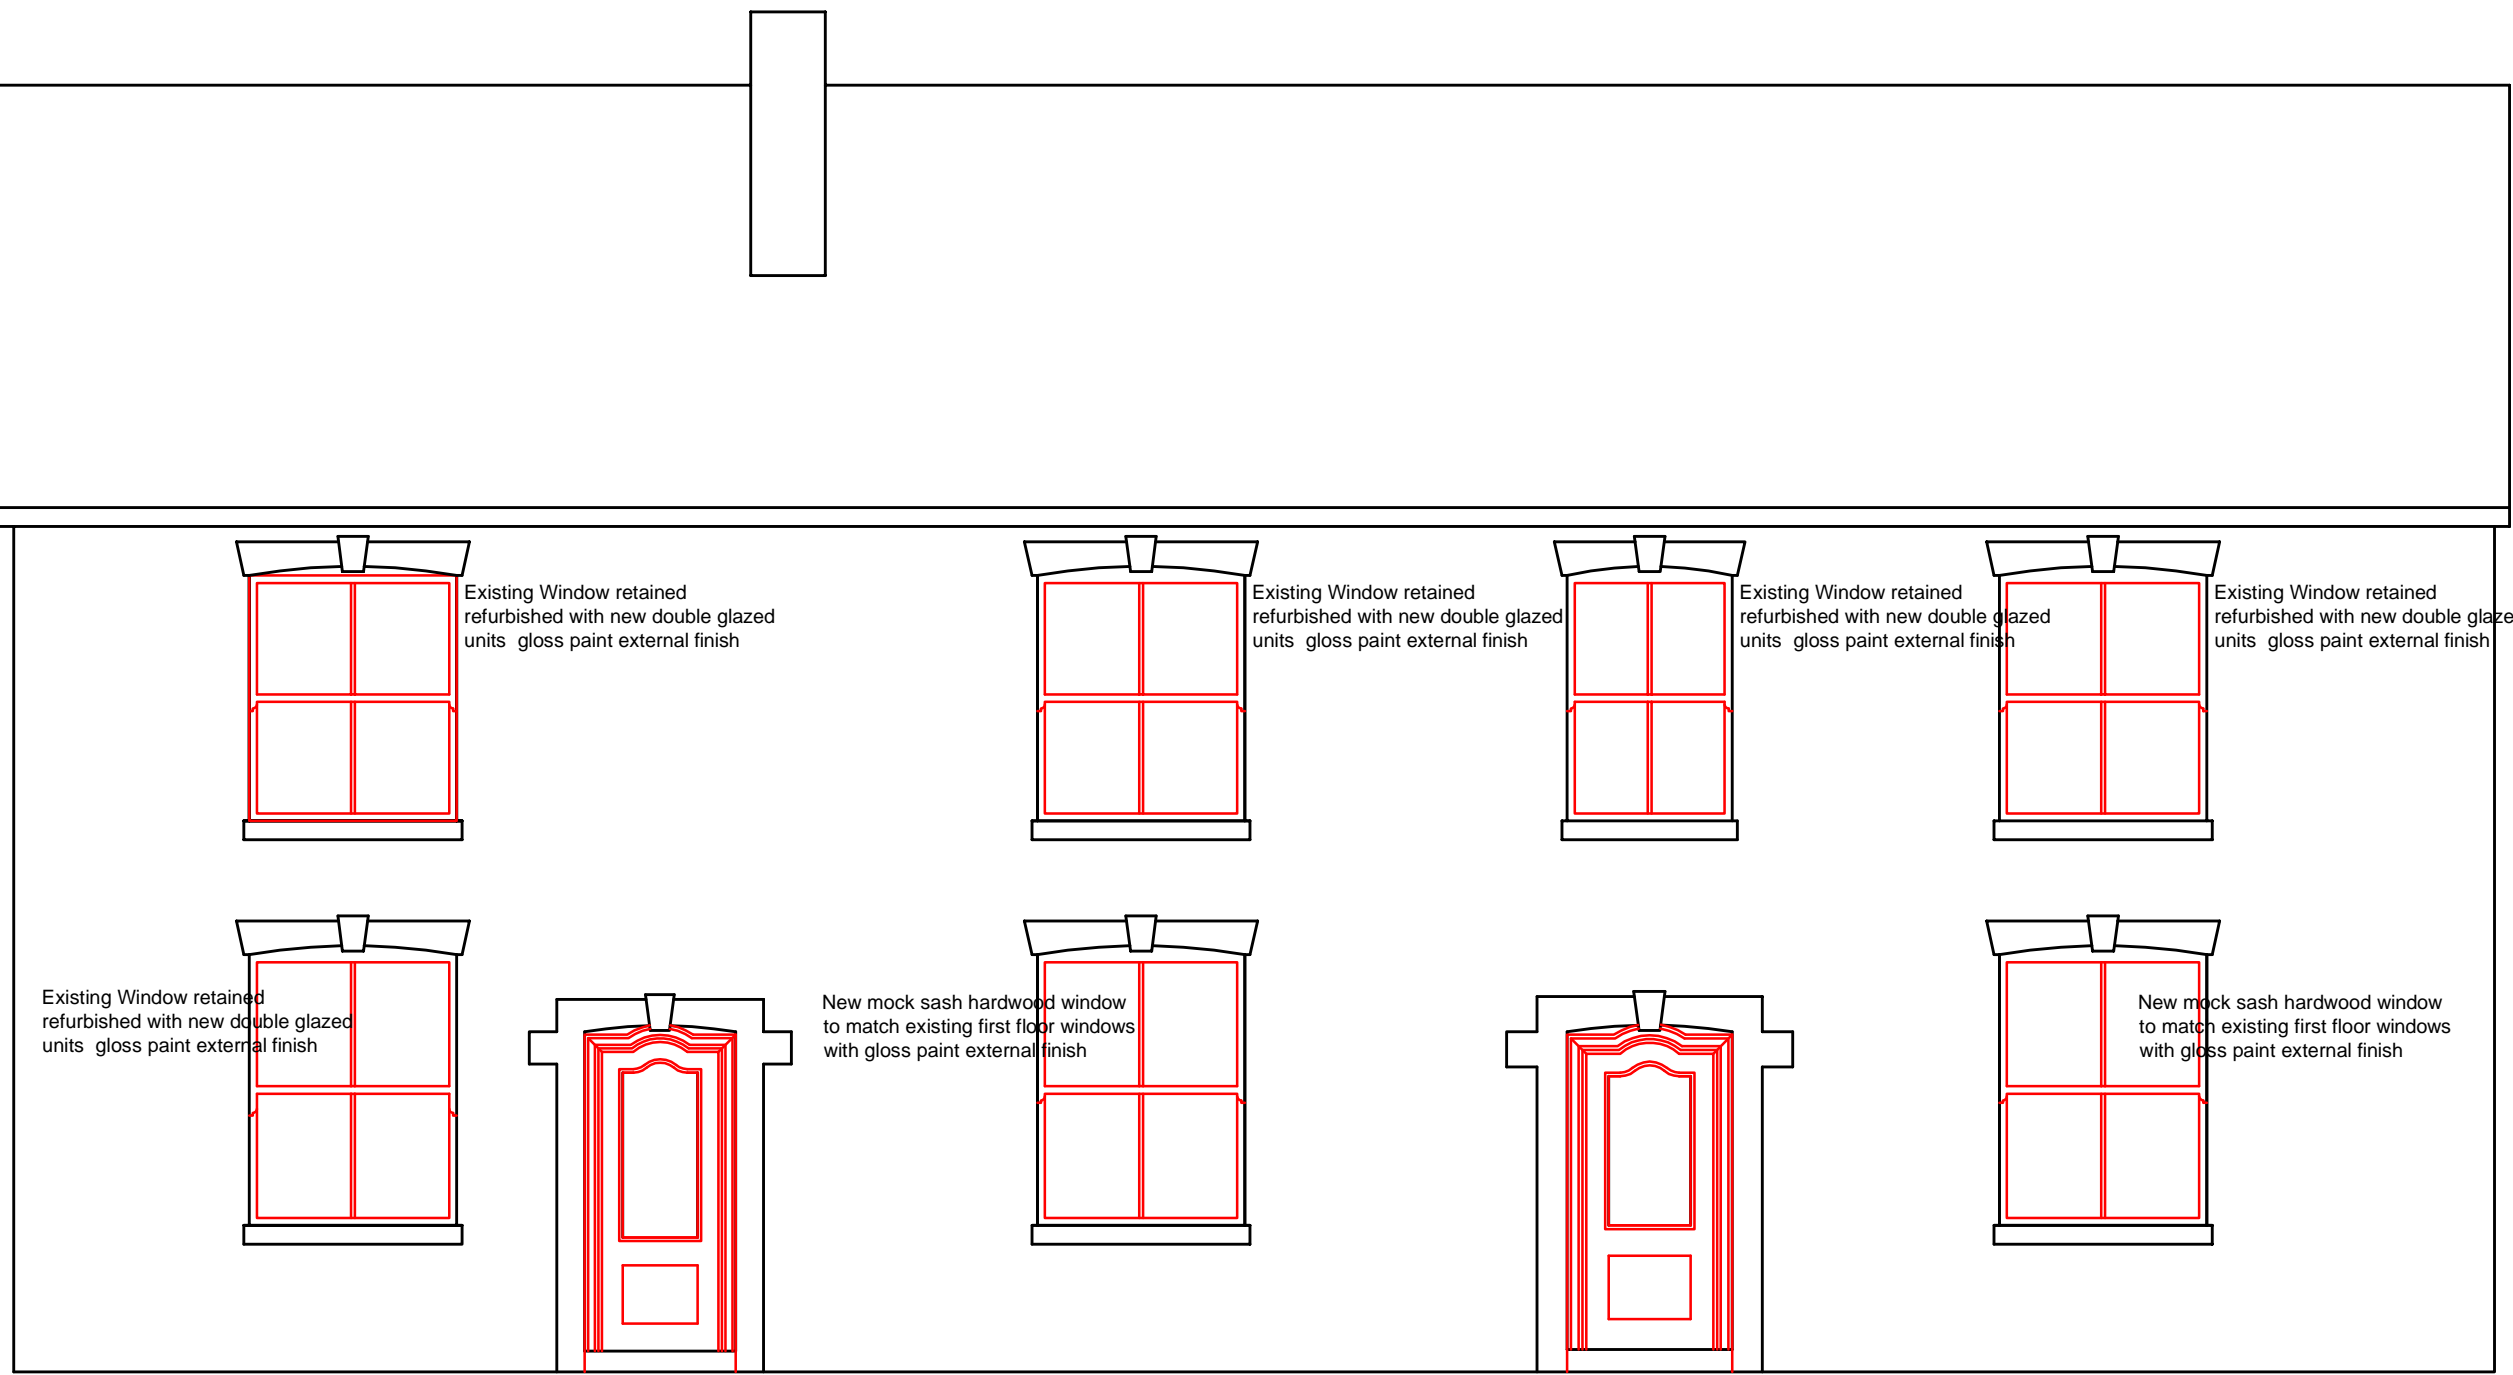 Existing Window retained
refurbished with new double glazed
units  gloss paint external finish
Existing Window retained
refurbished with new double glazed
units  gloss paint external finish
Existing Window retained
refurbished with new double glazed
units  gloss paint external finish
Existing Window retained
refurbished with new double glaze
units  gloss paint external finish
Existing Window retained
refurbished with new double glazed
units  gloss paint external finish
New mock sash hardwood window
to match existing first floor windows
with gloss paint external finish
New mock sash hardwood window
to match existing first floor windows
with gloss paint external finish